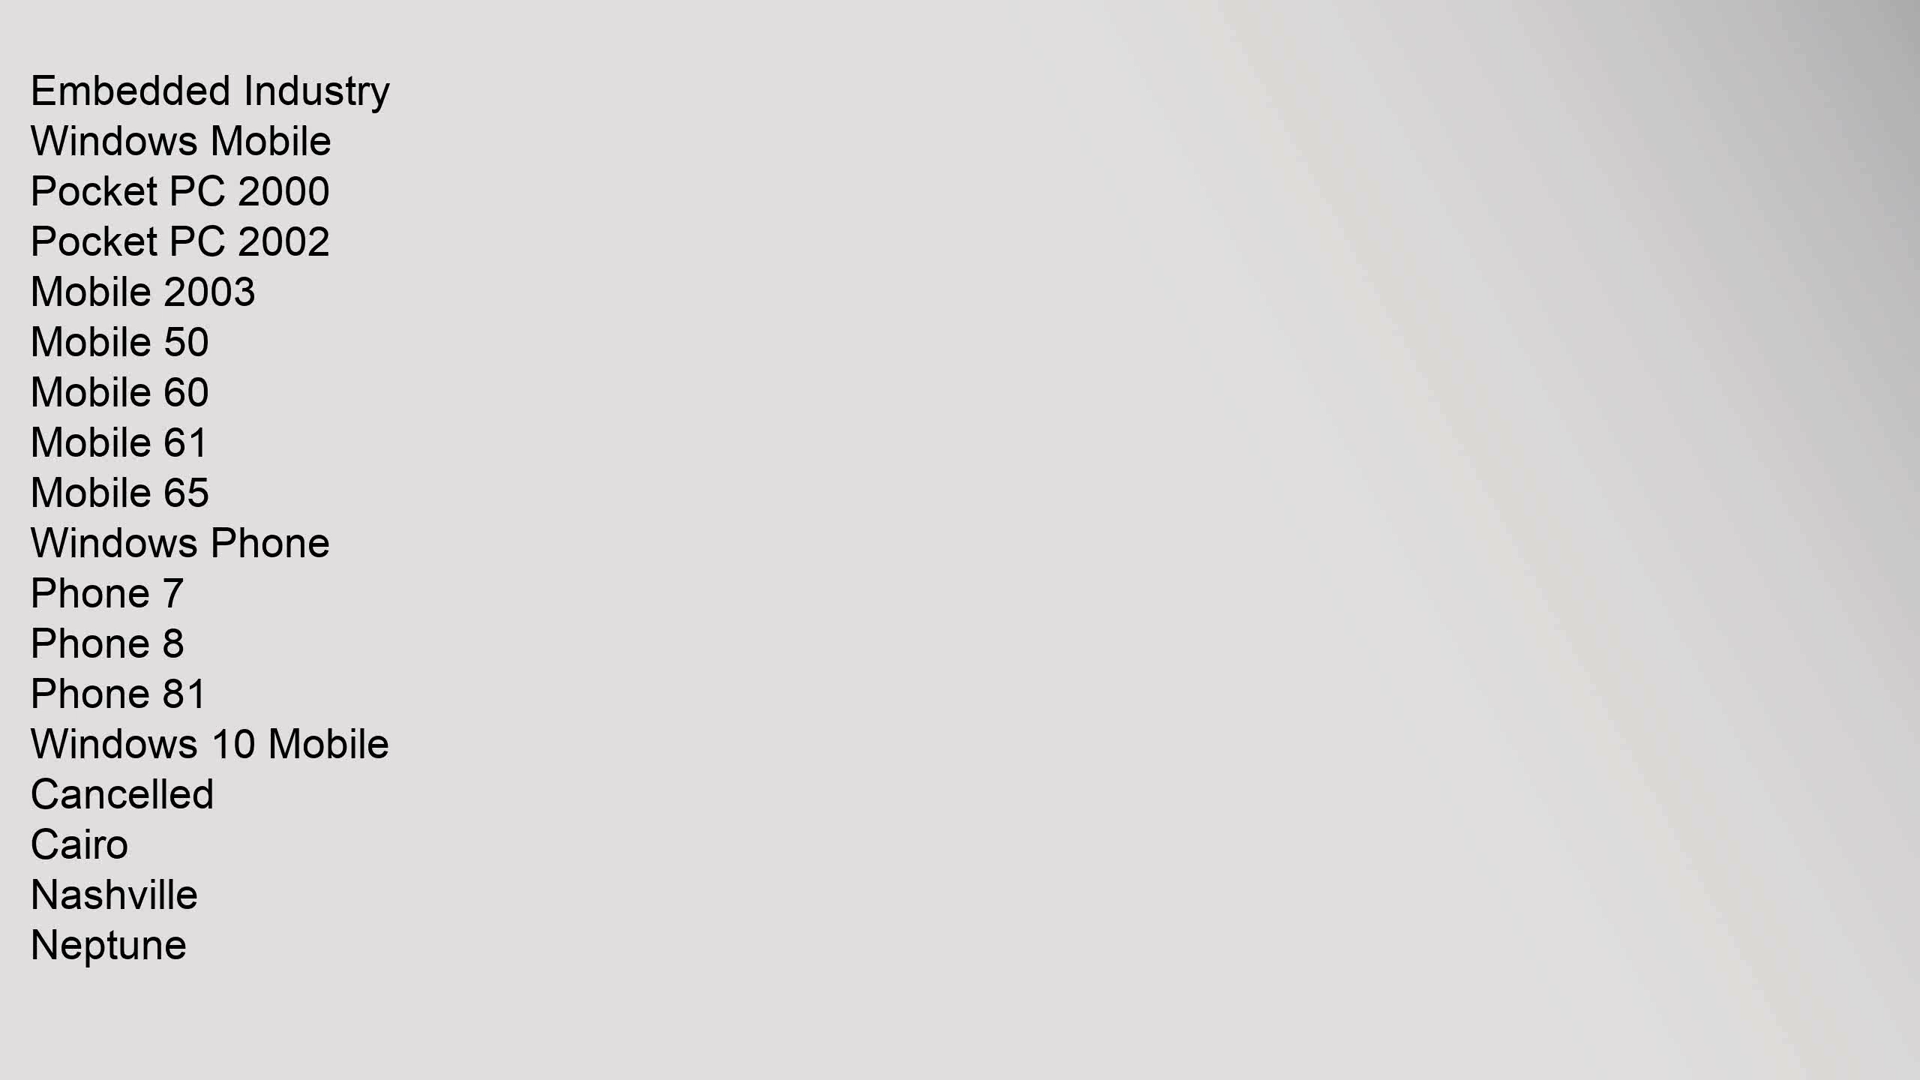 Embedded Industry
Windows Mobile
Pocket PC 2000
Pocket PC 2002
Mobile 2003
Mobile 50
Mobile 60
Mobile 61
Mobile 65
Windows Phone
Phone 7
Phone 8
Phone 81
Windows 10 Mobile
Cancelled
Cairo
Nashville
Neptune